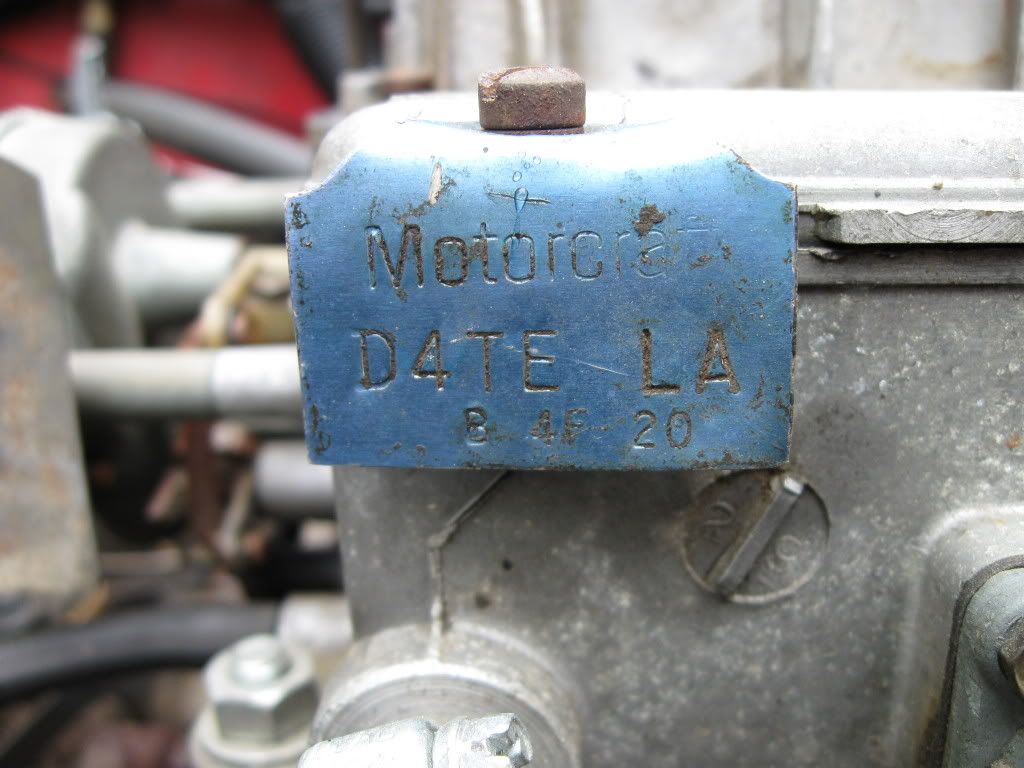 Motorcraft
D4TE LA
B 4F 20